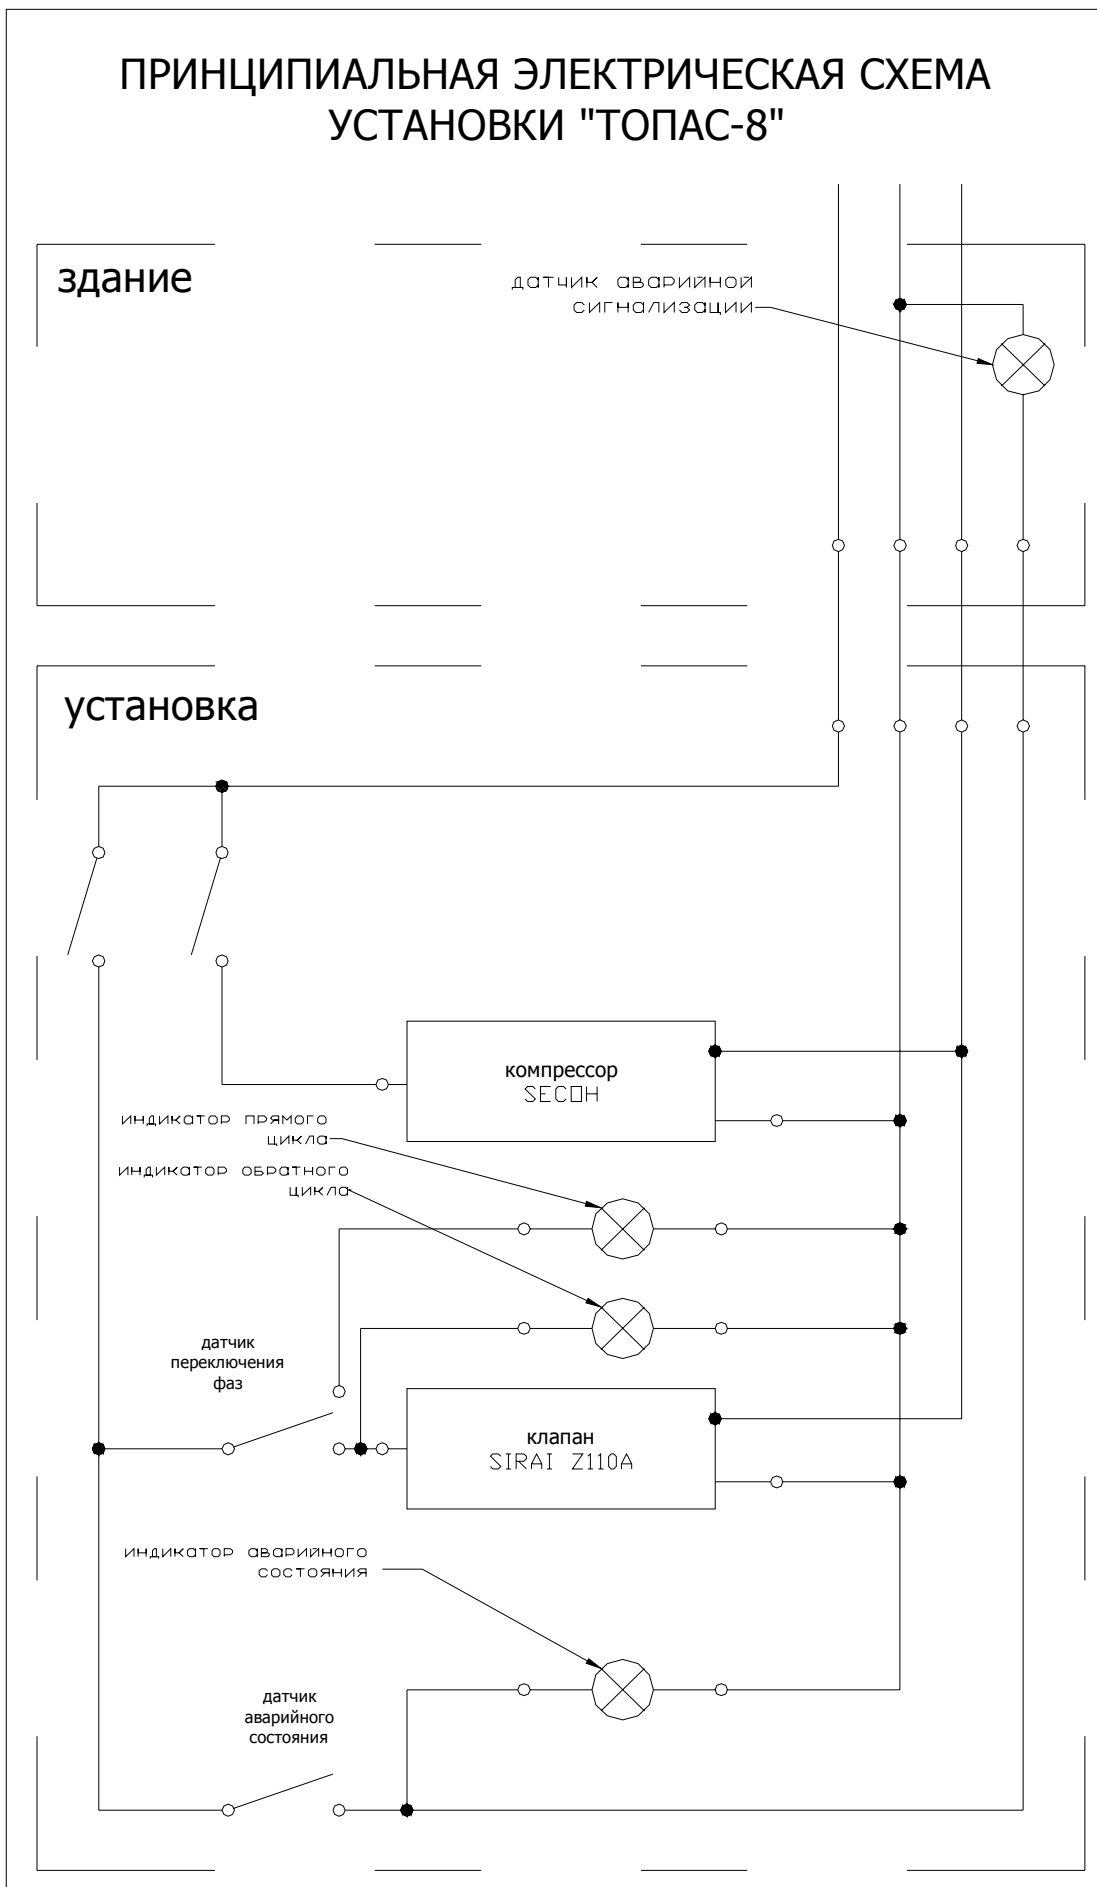 ПРИНЦИПИАЛЬНАЯ ЭЛЕКТРИЧЕСКАЯ СХЕМА
УСТАНОВКИ "ТОПАС-8"
здание
ДАТЧИК АВАРИЙНОЙ
СИГНАЛИЗАЦИИ
установка
компрессор
SECOH
ИНДИКАТОР ПРЯМОГО
ЦИКЛА
ИНДИКАТОР ОБРАТНОГО
ЦИКЛА
датчик
переключения
фаз
клапан
SIRAI Z110A
ИНДИКАТОР АВАРИЙНОГО
СОСТОЯНИЯ
датчик
аварийного
состояния